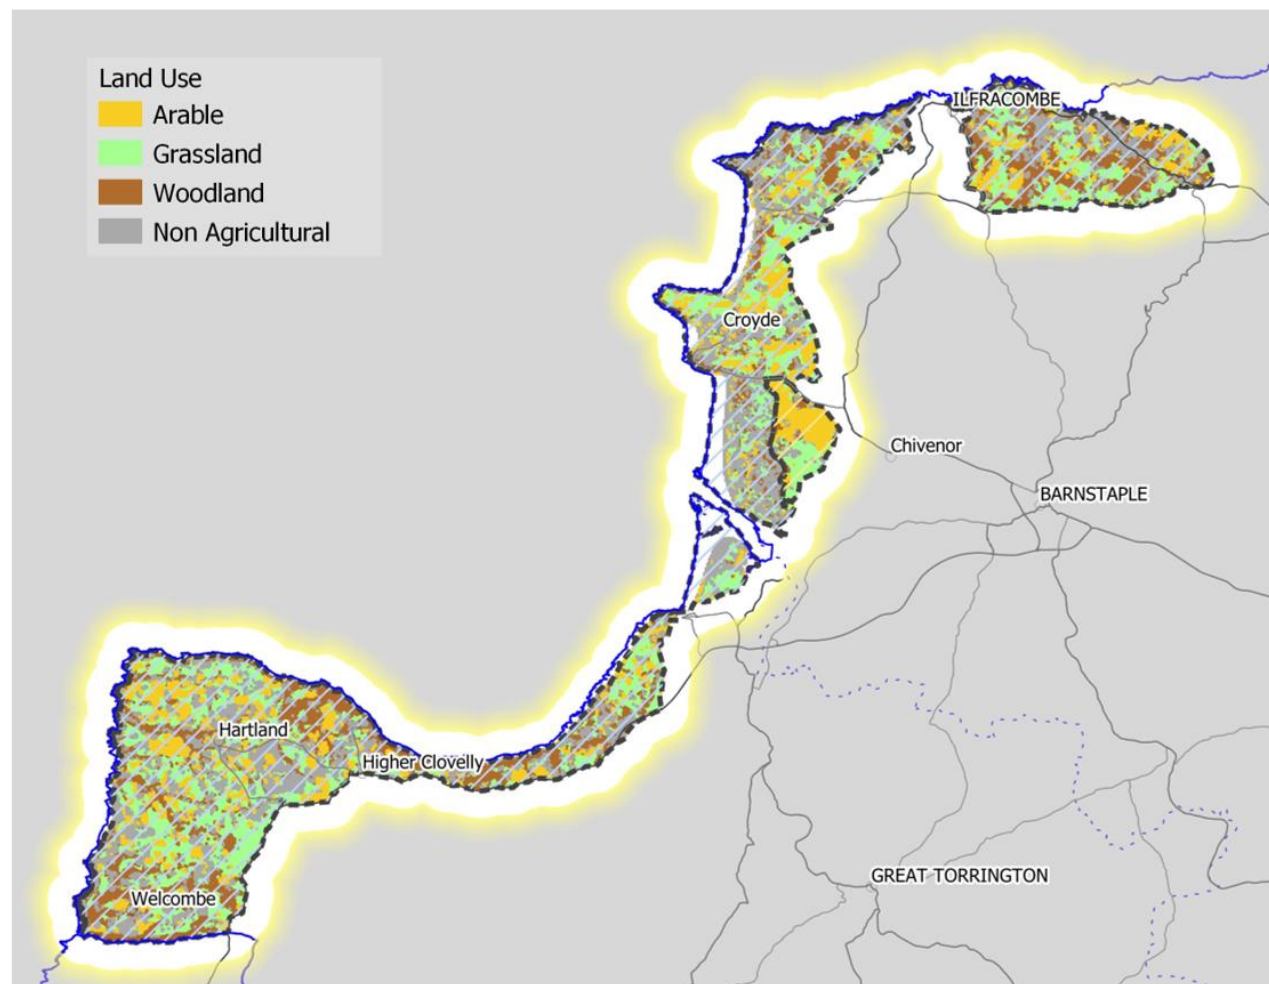 Land Use
Arable
Grassland
Woodland
Non Agricultural
ILFRACOMBE
Croyde
Chivenor
BARNSTAPLE
Hartland
Higher Clovelly
GREAT TORRINGTON
Welcombe